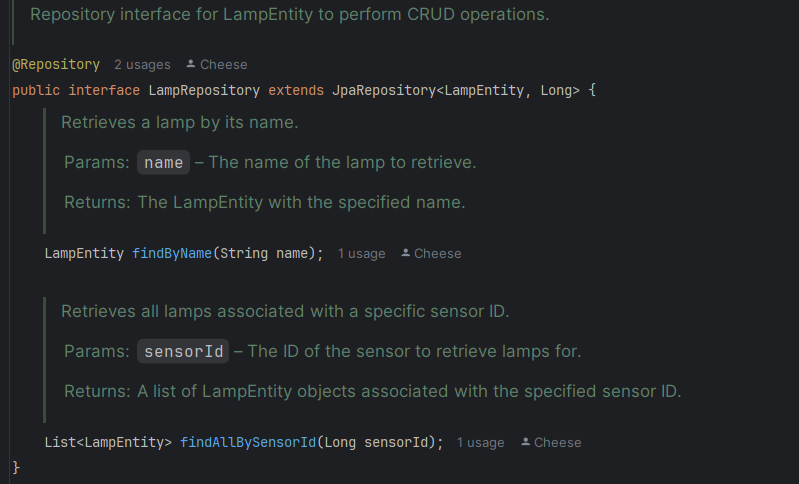 Repository interface for LampEntity to perform CRUD operations.
@Repository 2 usages Cheese
public interface LampRepository extends JpaRepository<LampEntity, Long> {
Retrieves a lamp by its name.
Params: name – The name of the lamp to retrieve.
Returns: The LampEntity with the specified name.
LampEntity findByName(String name); 1 usage Cheese
Retrieves all lamps associated with a specific sensor ID.
Params: sensorId – The ID of the sensor to retrieve lamps for.
Returns: A list of LampEntity objects associated with the specified sensor ID.
List<LampEntity> findAllBySensorId(Long sensorId); 1 usage Cheese
}